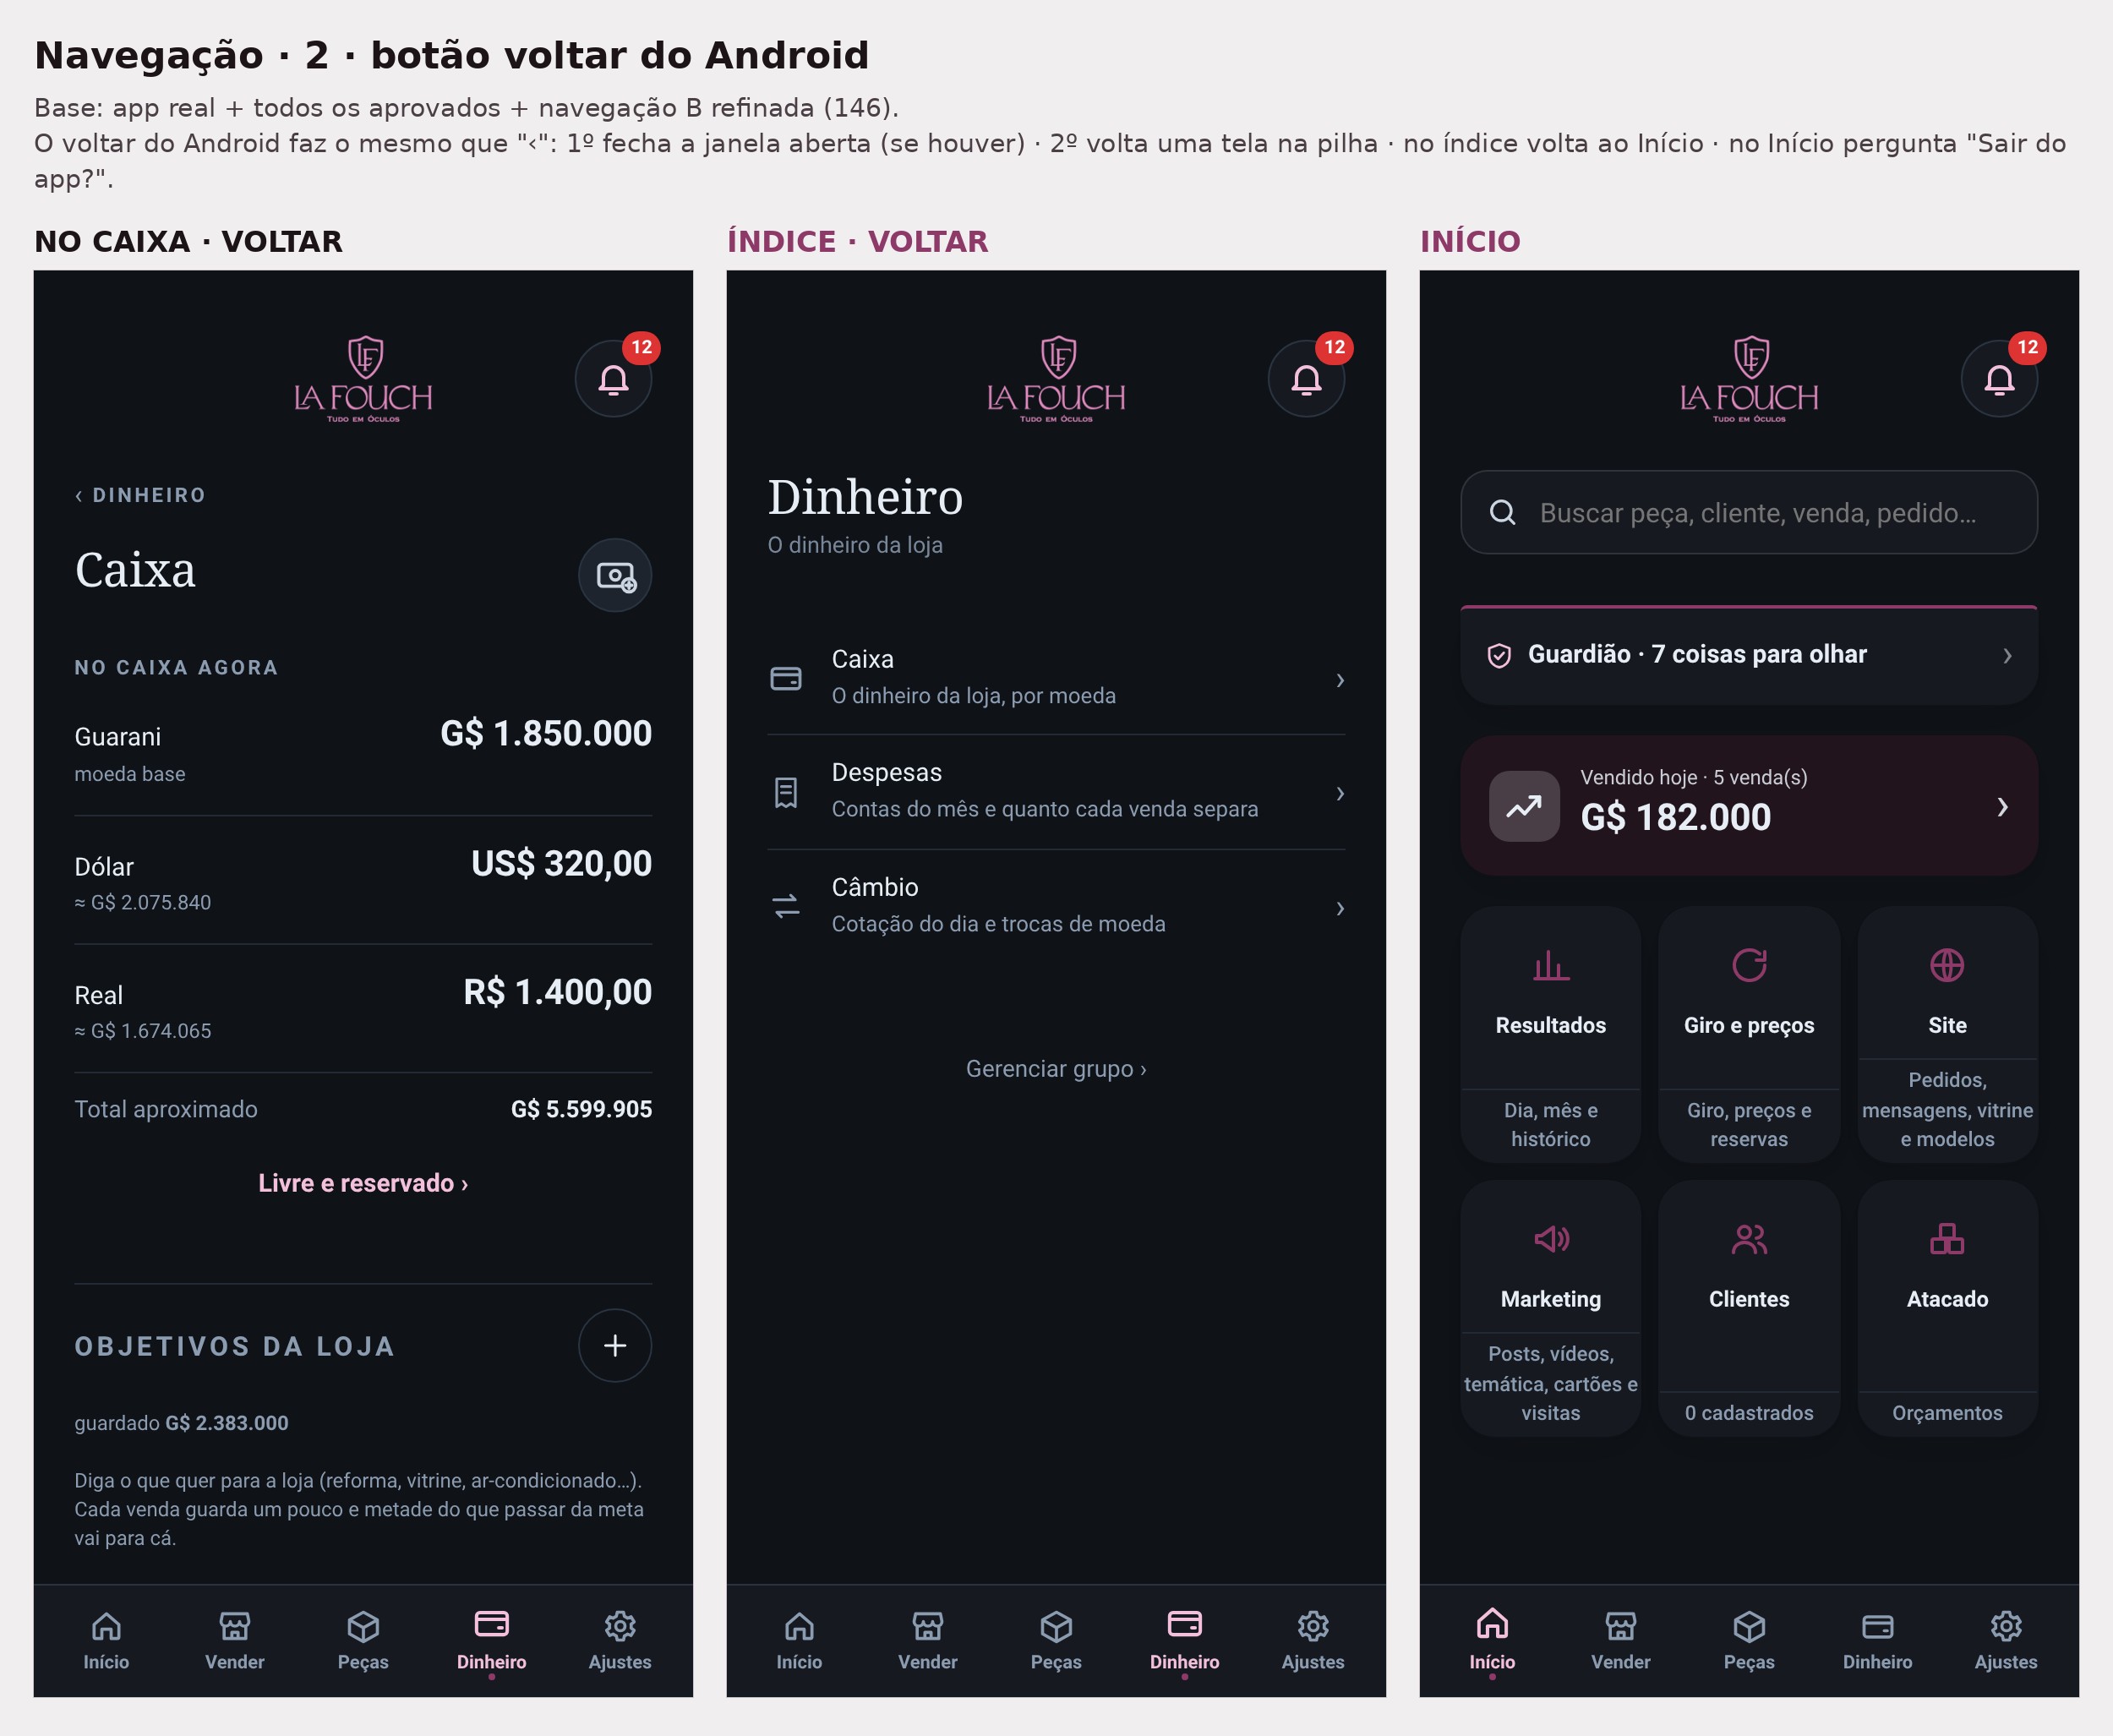 Navegação · 2 · botão voltar do Android
Base: app real + todos os aprovados + navegação B refinada (146).
O voltar do Android faz o mesmo que "‹": 1º fecha a janela aberta (se houver) · 2º volta uma tela na pilha · no índice volta ao Início · no Início pergunta "Sair do
app?".
NO CAIXA · VOLTAR
LF
LA FOUCH
TUDO EM ÓCULOS
12
‹ DINHEIRO
Caixa
NO CAIXA AGORA
Guarani
G$ 1.850.000
moeda base
Dólar
US$ 320,00
≈ G$ 2.075.840
Real
R$ 1.400,00
≈ G$ 1.674.065
Total aproximado
G$ 5.599.905
Livre e reservado ›
OBJETIVOS DA LOJA
guardado G$ 2.383.000
Diga o que quer para a loja (reforma, vitrine, ar-condicionado…).
Cada venda guarda um pouco e metade do que passar da meta
vai para cá.
Início
Vender
Peças
Dinheiro
Ajustes
ÍNDICE · VOLTAR
LF
LA FOUCH
TUDO EM ÓCULOS
12
Dinheiro
O dinheiro da loja
Caixa
O dinheiro da loja, por moeda
›
Despesas
Contas do mês e quanto cada venda separa
›
Câmbio
Cotação do dia e trocas de moeda
›
Gerenciar grupo ›
Início
Vender
Peças
Dinheiro
Ajustes
INÍCIO
LF
LA FOUCH
TUDO EM ÓCULOS
12
Buscar peça, cliente, venda, pedido…
Guardião · 7 coisas para olhar
›
Vendido hoje · 5 venda(s)
G$ 182.000
›
Resultados
Dia, mês e
histórico
Giro e preços
Giro, preços e
reservas
Site
Pedidos,
mensagens, vitrine
e modelos
Marketing
Posts, vídeos,
temática, cartões e
visitas
Clientes
0 cadastrados
Atacado
Orçamentos
Início
Vender
Peças
Dinheiro
Ajustes